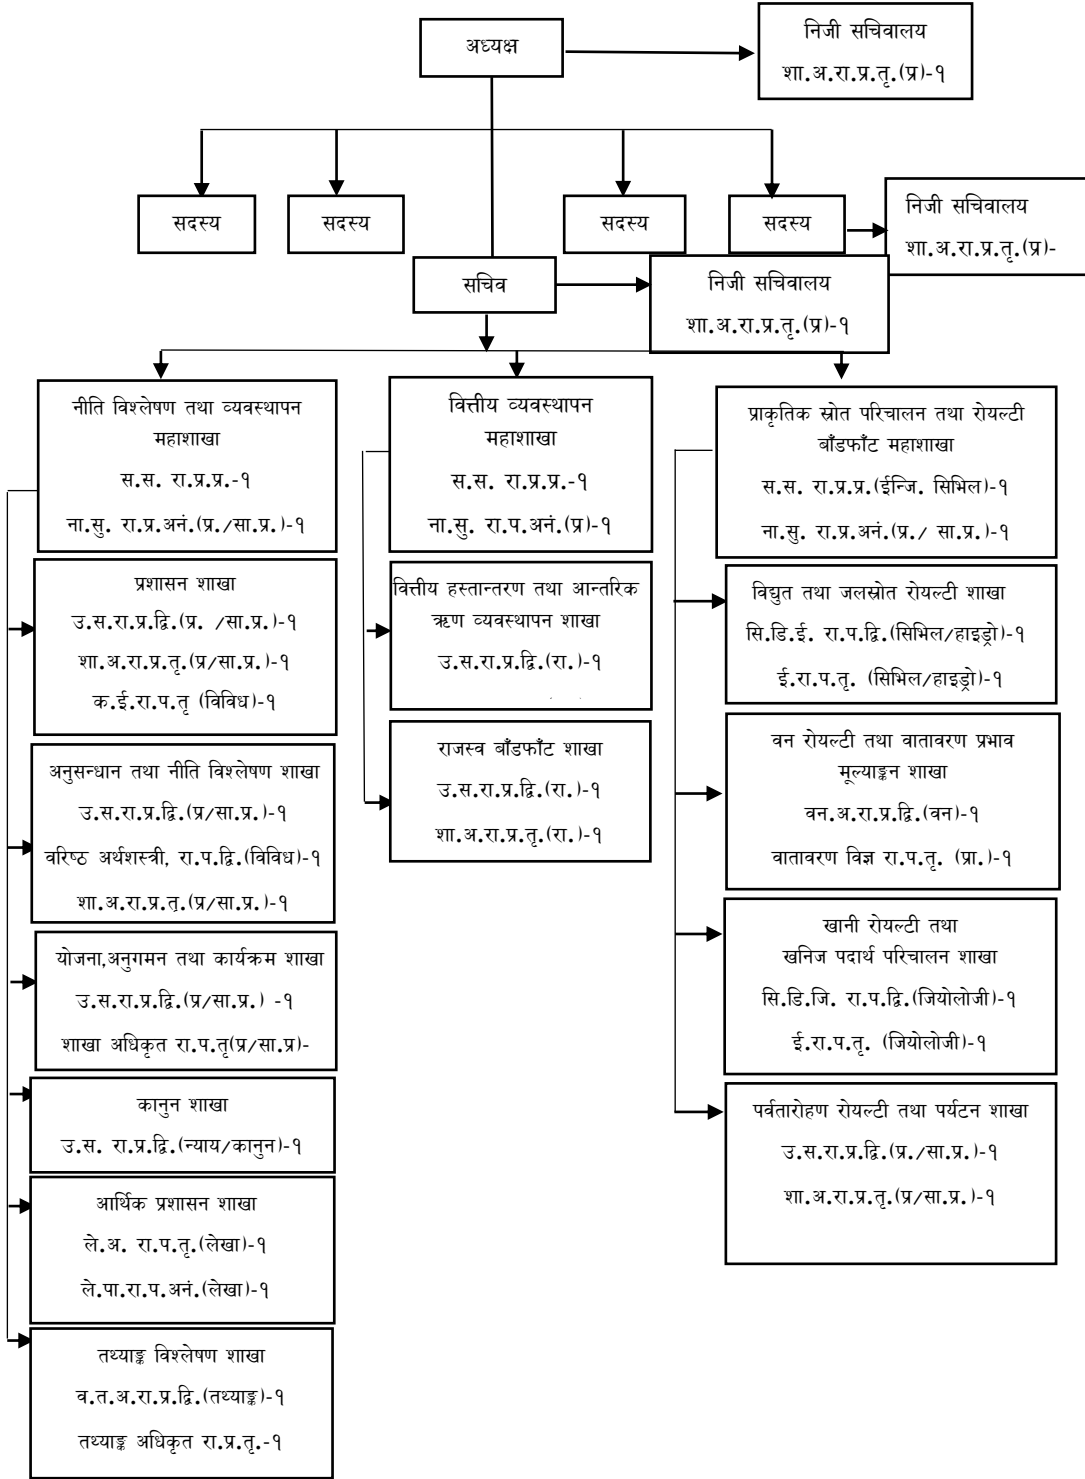 अध्यक्ष
निजी सचिवालय
शा.अ.रा.प्र.तृ.(प्र)-१
सदस्य
सदस्य
सदस्य
सदस्य
निजी सचिवालय
शा.अ.रा.प्र.तृ.(प्र)-
सचिव
निजी सचिवालय
शा.अ.रा.प्र.तृ.(प्र)-१
नीति विश्लेषण तथा व्यवस्थापन
महाशाखा
स.स. रा.प्र.प्र.-१
ना.सु. रा.प्र.अनं.(प्र./सा.प्र.)-१
प्रशासन शाखा
उ.स.रा.प्र.द्वि.(प्र. /सा.प्र.)-१
शा.अ.रा.प्र.तृ.(प्र/सा.प्र.)-१
क.ई.रा.प.तृ (विविध)-१
अनुसन्धान तथा नीति विश्लेषण शाखा
उ.स.रा.प्र.द्वि.(प्र/सा.प्र.)-१
वरिष्ठ अर्थशस्त्री, रा.प.द्वि.(विविध)-१
शा.अ.रा.प्र.तृ.(प्र/सा.प्र.)-१
योजना,अनुगमन तथा कार्यक्रम शाखा
उ.स.रा.प्र.द्वि.(प्र/सा.प्र.) -१
शाखा अधिकृत रा.प.तृ(प्र/सा.प्र)-
कानुन शाखा
उ.स. रा.प्र.द्वि.(न्याय/कानुन)-१
आर्थिक प्रशासन शाखा
ले.अ. रा.प.तृ.(लेखा)-१
ले.पा.रा.प.अनं.(लेखा)-१
तथ्याङ्क विश्लेषण शाखा
व.त.अ.रा.प्र.द्वि.(तथ्याङ्क)-१
तथ्याङ्क अधिकृत रा.प्र.तृ.-१
वित्तीय व्यवस्थापन
महाशाखा
स.स. रा.प्र.प्र.-१
ना.सु. रा.प.अनं.(प्र)-१
वित्तीय हस्तान्तरण तथा आन्तरिक
ऋण व्यवस्थापन शाखा
उ.स.रा.प्र.द्वि.(रा.)-१
राजस्व बाँडफाँट शाखा
उ.स.रा.प्र.द्वि.(रा.)-१
शा.अ.रा.प्र.तृ.(रा.)-१
प्राकृतिक स्रोत परिचालन तथा रोयल्टी
बाँडफाँट महाशाखा
स.स. रा.प्र.प्र.(ईन्जि. सिभिल)-१
ना.सु. रा.प्र.अनं.(प्र./ सा.प्र.)-१
विद्युत तथा जलस्रोत रोयल्टी शाखा
सि.डि.ई. रा.प.द्वि.(सिभिल/हाइड्रो)-१
ई.रा.प.तृ. (सिभिल/हाइड्रो)-१
वन रोयल्टी तथा वातावरण प्रभाव
मूल्याङ्कन शाखा
वन.अ.रा.प्र.द्वि.(वन)-१
वातावरण विज्ञ रा.प.तृ. (प्रा.)-१
खानी रोयल्टी तथा
खनिज पदार्थ परिचालन शाखा
सि.डि.जि. रा.प.द्वि.(जियोलोजी)-१
ई.रा.प.तृ. (जियोलोजी)-१
पर्वतारोहण रोयल्टी तथा पर्यटन शाखा
उ.स.रा.प्र.द्वि.(प्र./सा.प्र.)-१
शा.अ.रा.प्र.तृ.(प्र/सा.प्र.)-१